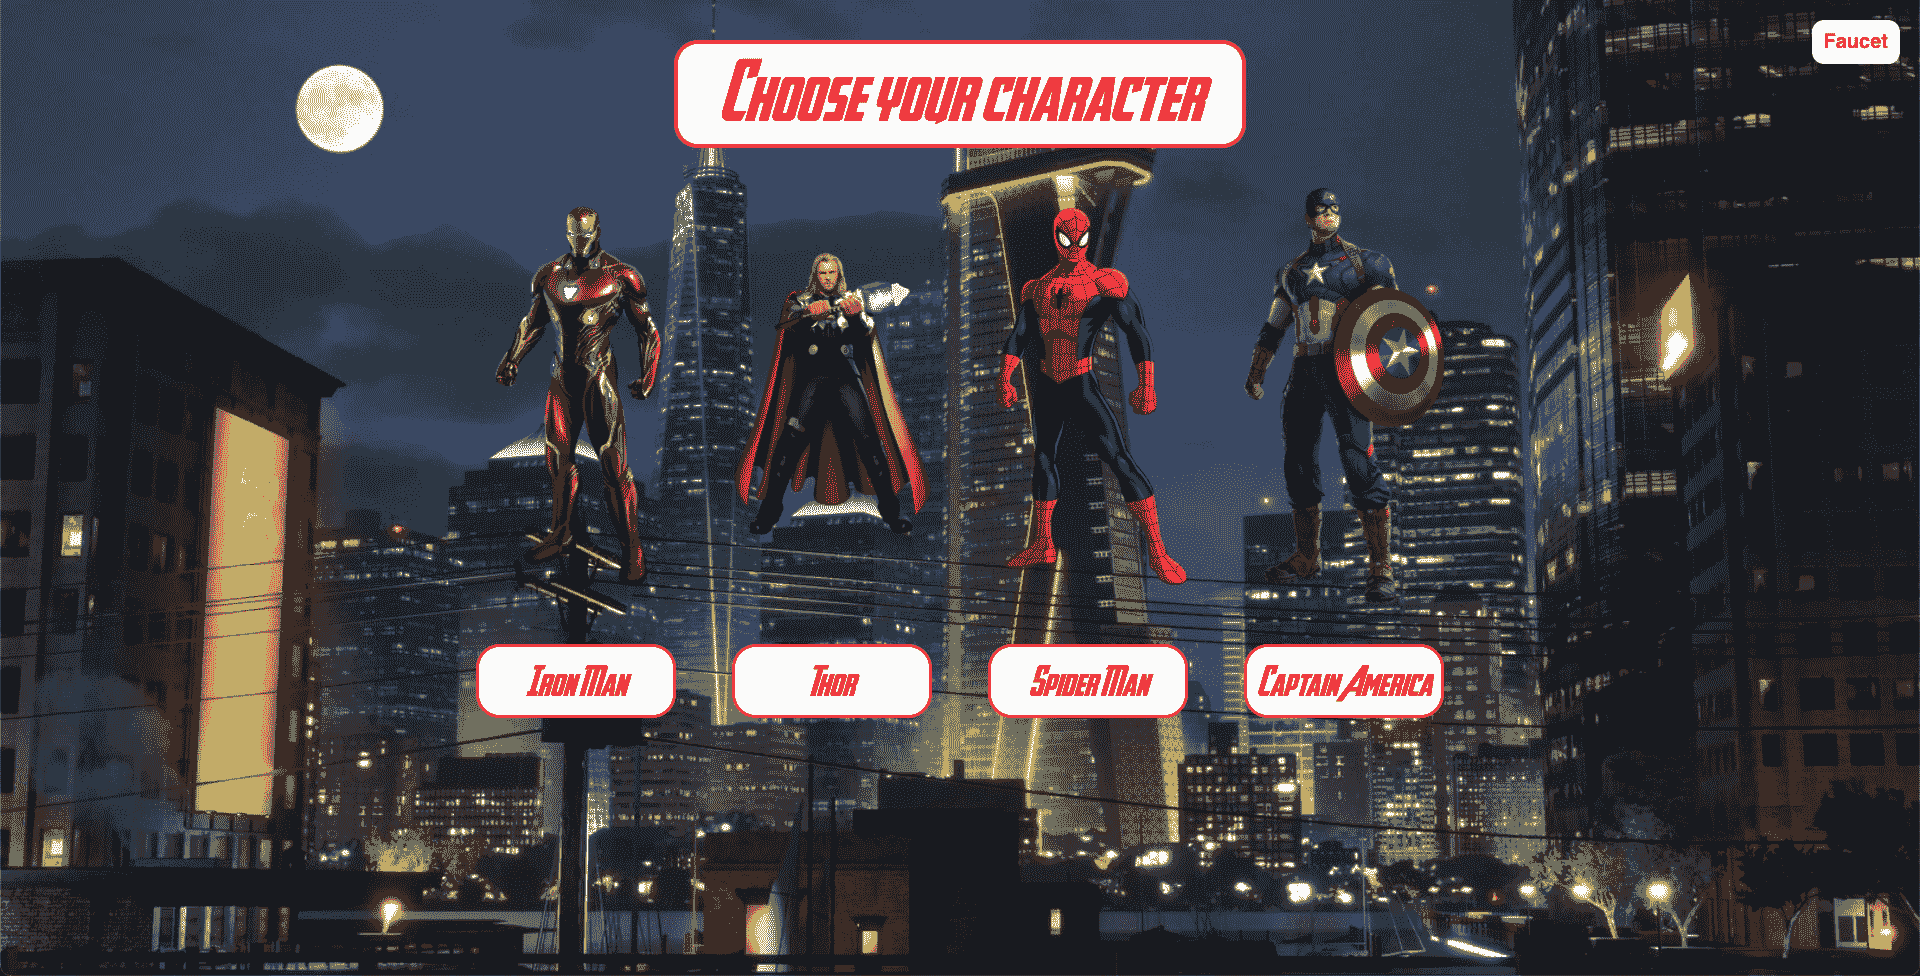 Faucet
Choose your character
Iron Man
Thor
Spider Man
Captain America